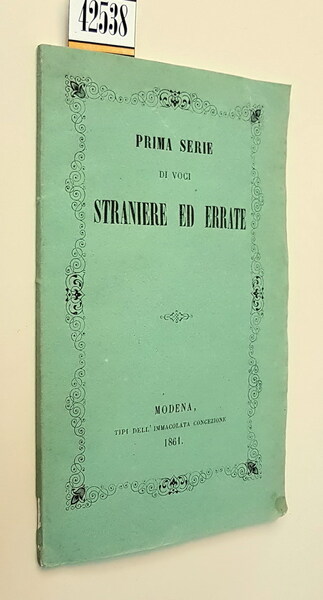 42538
PRIMA SERIE
DI VOCI
STRANIERE ED ERRATE
MODENA,
TIPI DELL' IMMACOLATA CONCEZIONE
1861.